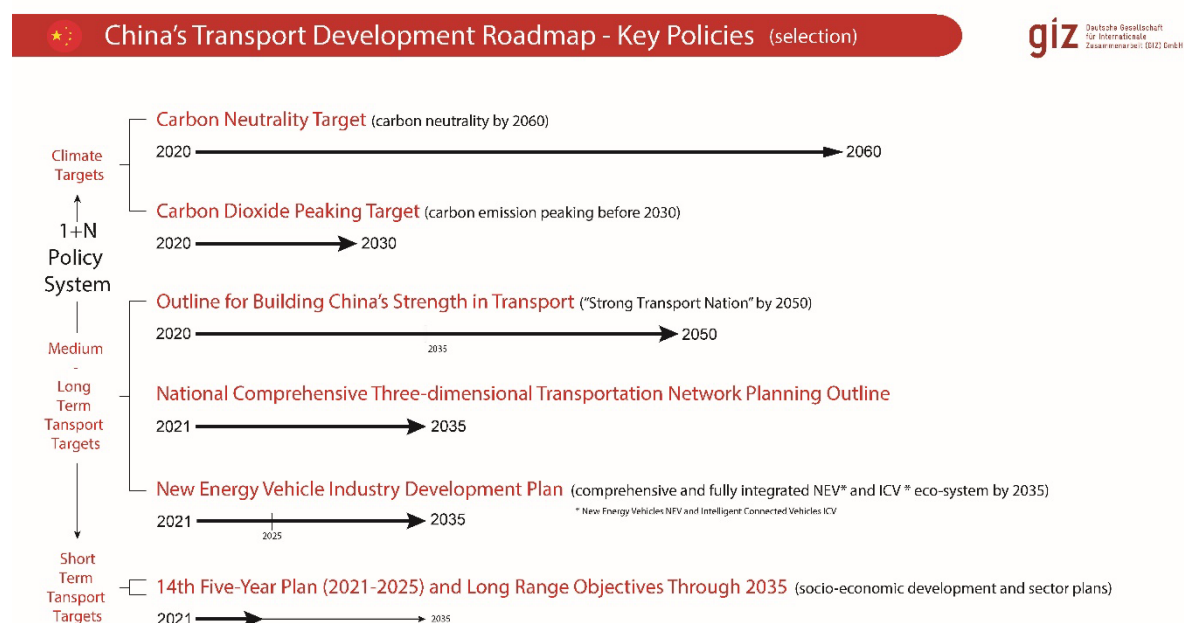 China's Transport Development Roadmap - Key Policies (selection)
giz Deutsche Gesellschaft
für Internationale
Zusammenarbeit (GIZ) GmbH
Carbon Neutrality Target (carbon neutrality by 2060)
2020 2060
Climate
Targets
Carbon Dioxide Peaking Target (carbon emission peaking before 2030)
2020 2030
1+N
Policy
System
Outline for Building China's Strength in Transport ("Strong Transport Nation" by 2050)
2020 2050
2035
Medium
-
Long
Term
Tansport
Targets
National Comprehensive Three-dimensional Transportation Network Planning Outline
2021 2035
New Energy Vehicle Industry Development Plan (comprehensive and fully integrated NEV* and ICV * eco-system by 2035)
* New Energy Vehicles NEV and Intelligent Connected Vehicles ICV
2021 2035
2025
Short
Term
Tansport
Targets
14th Five-Year Plan (2021-2025) and Long Range Objectives Through 2035 (socio-economic development and sector plans)
2021 2035